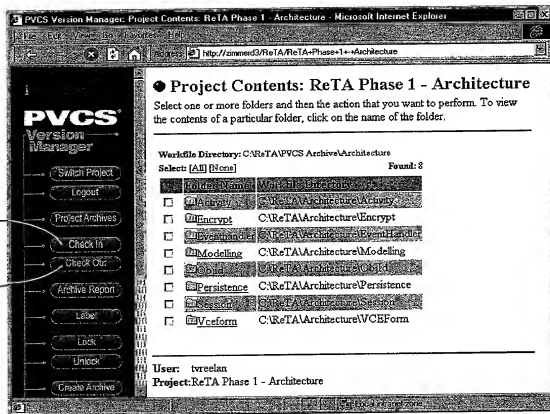 PVCS Version Manager: Project Contents: ReTA Phase 1 - Architecture - Microsoft Internet Explorer
Address http://zimmerd3/ReTA/ReTA+Phase+1+-+Architecture
PVCS
Version
Manager
Switch Project
Logout
Project Archives
Check In
Check Out
Archive Report
Label
Lock
Unlock
Create Archive
Project Contents: ReTA Phase 1 - Architecture
Select one or more folders and then the action that you want to perform. To view
the contents of a particular folder, click on the name of the folder.
Workfile Directory: C:\ReTA\PVCS Archive\Architecture
Select: [All] [None] Found: 8
Folder Name Workfile Directory
Activity C:\ReTA\Architecture\Activity
Encrypt C:\ReTA\Architecture\Encrypt
Eventhandler C:\ReTA\Architecture\EventHandler
Modelling C:\ReTA\Architecture\Modelling
ObjId C:\ReTA\Architecture\ObjId
Persistence C:\ReTA\Architecture\Persistence
Session C:\ReTA\Architecture\Session
Vceform C:\ReTA\Architecture\VCEForm
User: tvreelan
Project:ReTA Phase 1 - Architecture